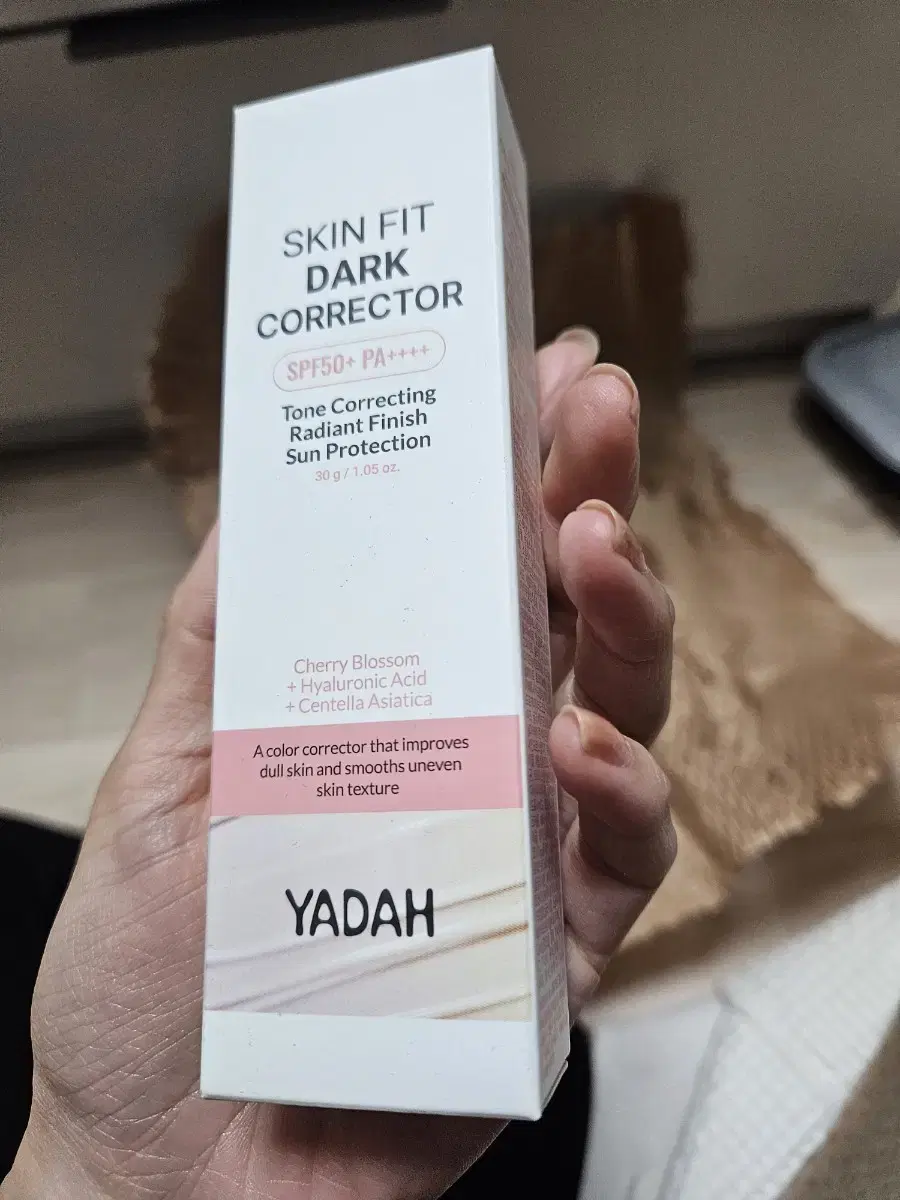 SKIN FIT
DARK
CORRECTOR
SPF50+ PA++++
Tone Correcting
Radiant Finish
Sun Protection
30 g / 1.05 oz.
Cherry Blossom
+ Hyaluronic Acid
+ Centella Asiatica
A color corrector that improves
dull skin and smooths uneven
skin texture
YADAH